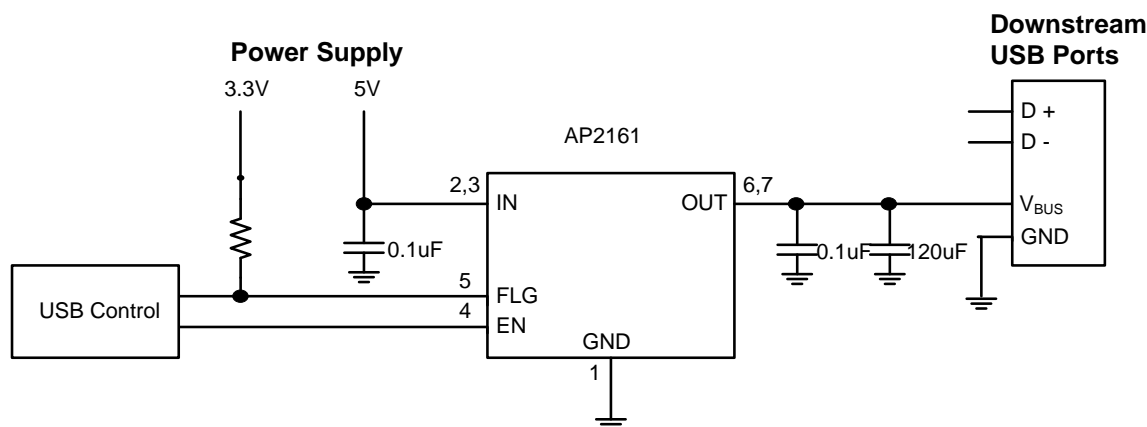 Downstream
USB Ports
Power Supply
3.3V
5V
D +
D -
AP2161
2,3
IN
OUT
6,7
VBUS
GND
0.1uF
0.1uF
120uF
USB Control
5
FLG
4
EN
GND
1